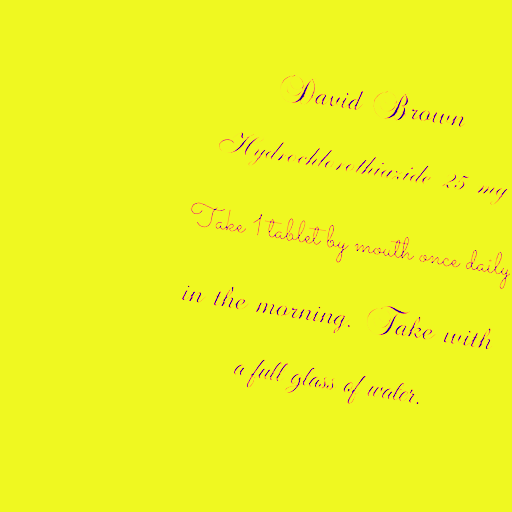 David Brown
Hydrochlorothiazide 25 mg
Take 1 tablet by mouth once daily
in the morning. Take with
a full glass of water.